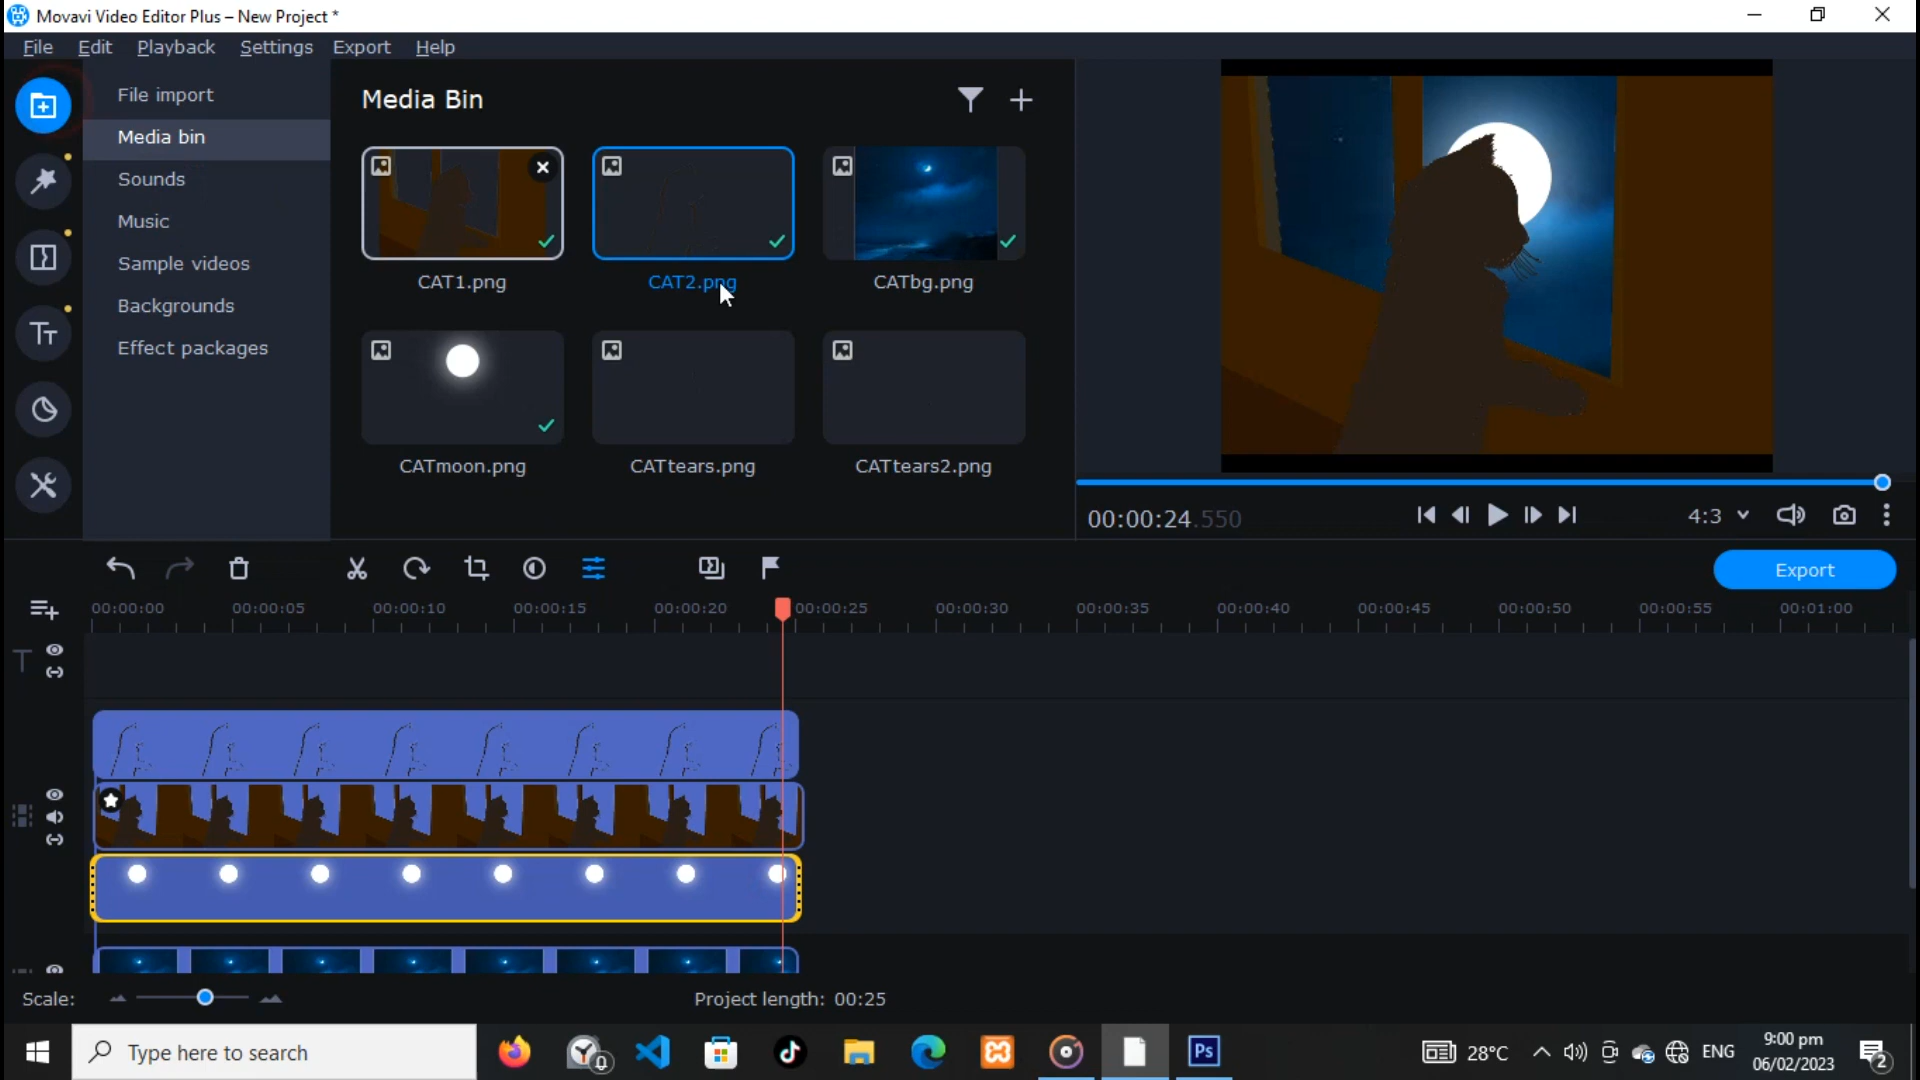 Movavi Video Editor Plus – New Project *
File Edit Playback Settings Export Help
File import
Media bin
Sounds
Music
Sample videos
Backgrounds
Effect packages
Media Bin
CAT1.png
CAT2.png
CATbg.png
CATmoon.png
CATtears.png
CATtears2.png
00:00:24.550
4:3
Export
00:00:00 00:00:05 00:00:10 00:00:15 00:00:20 00:00:25 00:00:30 00:00:35 00:00:40 00:00:45 00:00:50 00:00:55 00:01:00
Scale:
Project length: 00:25
Type here to search
Ps
28°C
ENG
9:00 pm
06/02/2023
2